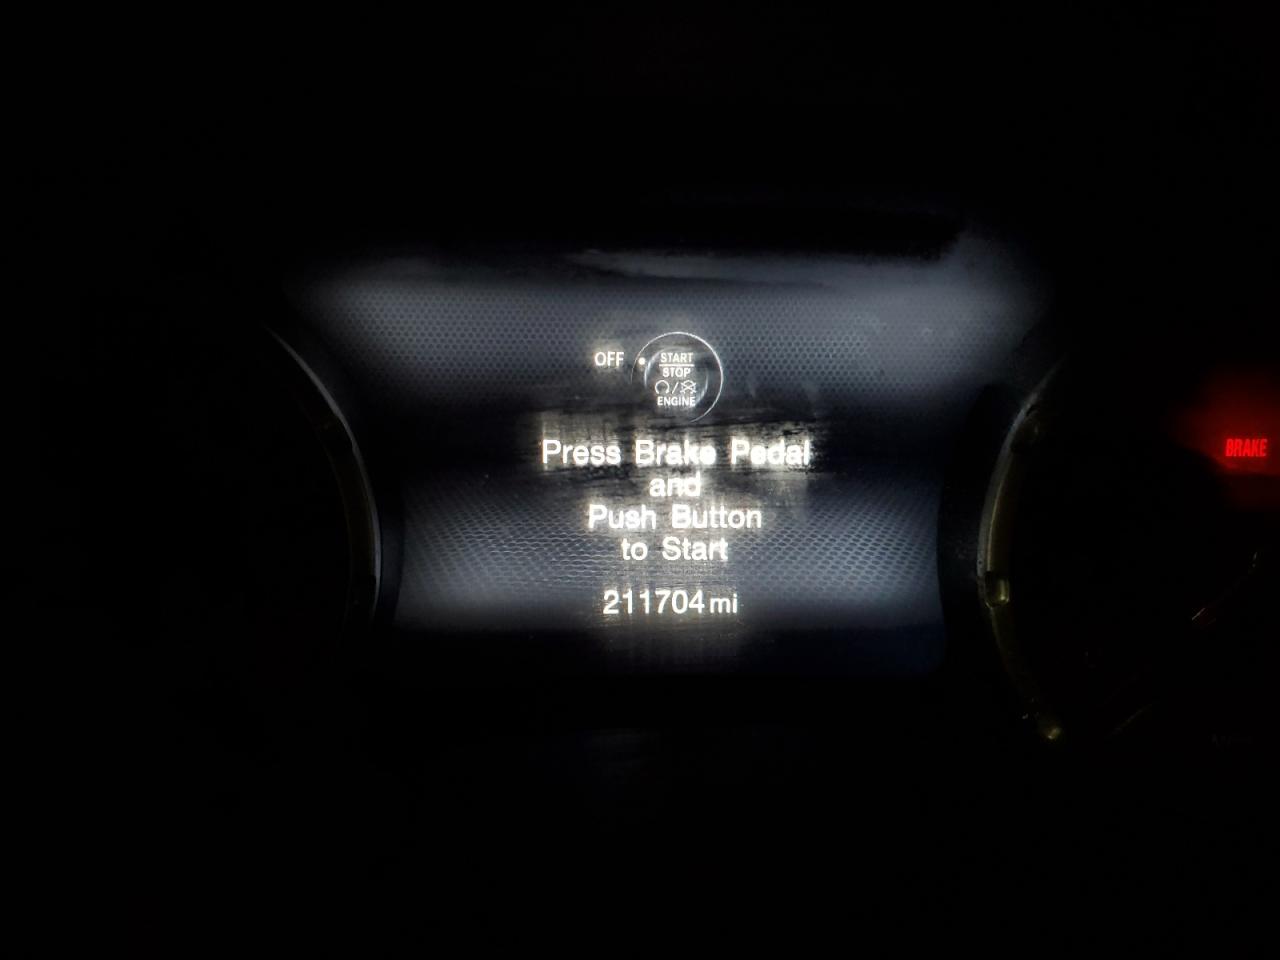 OFF
START
STOP
ENGINE
Press Brake Pedal
and
Push Button
to Start
211704 mi
BRAKE